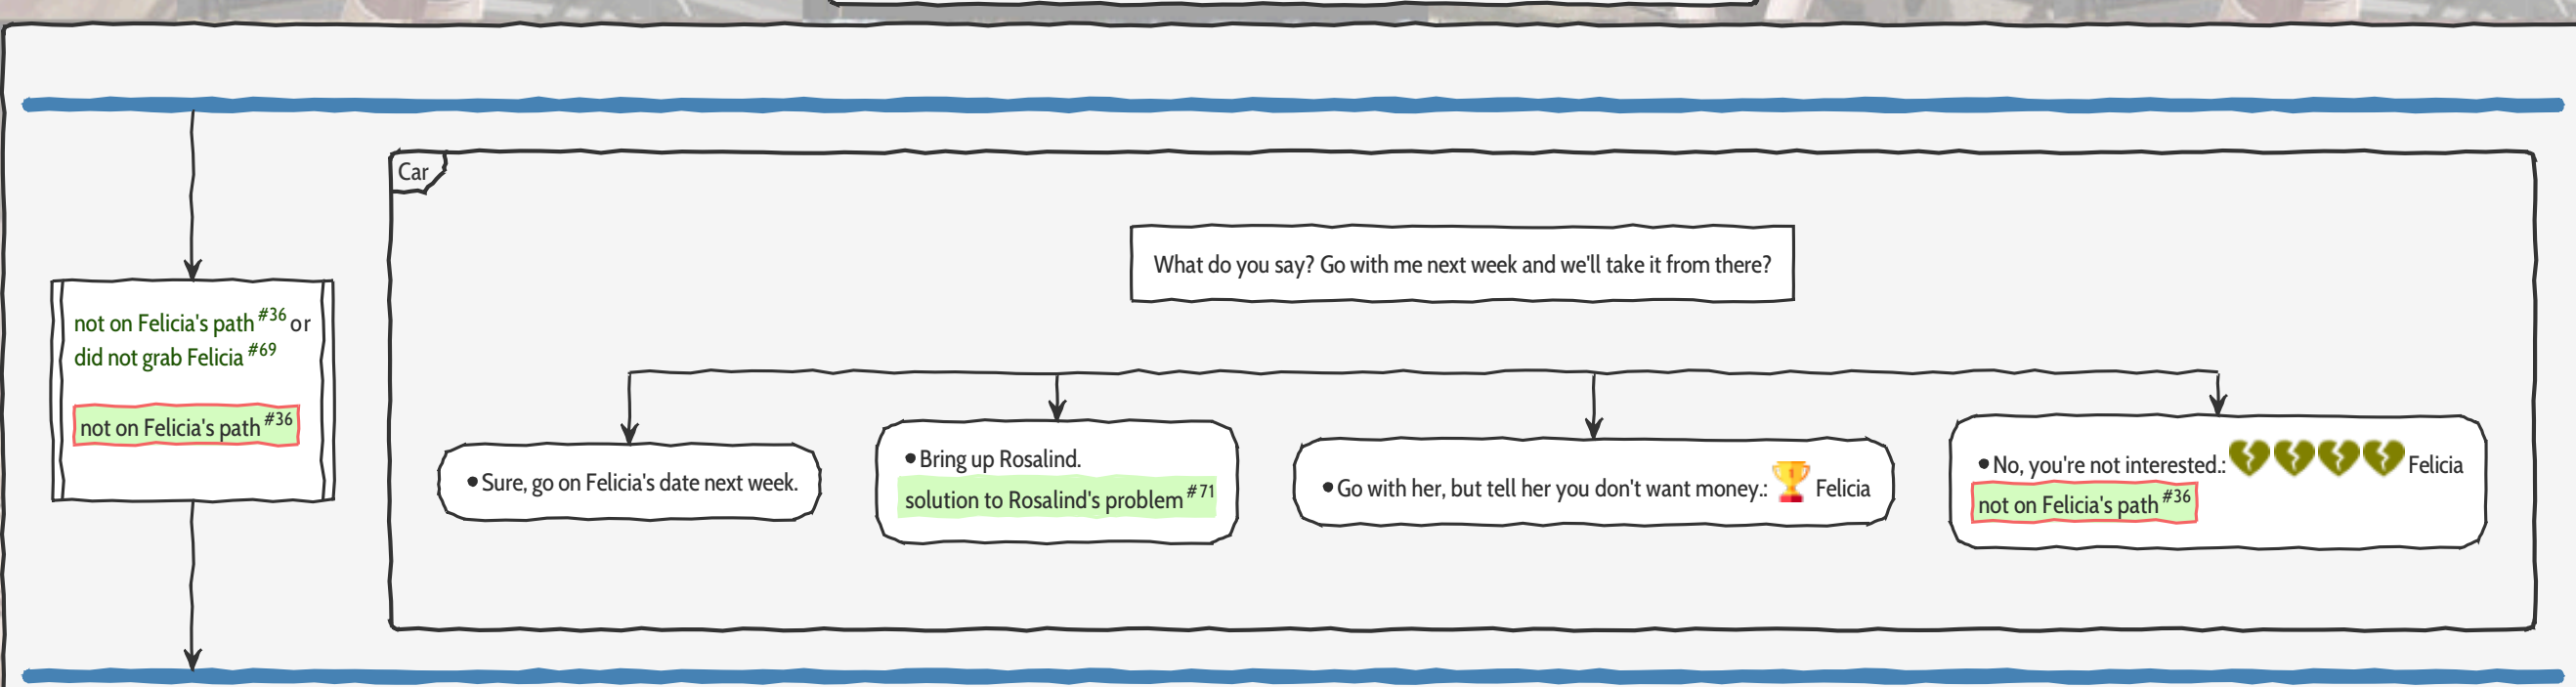 Car
What do you say? Go with me next week and we'll take it from there?
not on Felicia's path #36 or
did not grab Felicia #69
not on Felicia's path #36
•Sure, go on Felicia's date next week.
•Bring up Rosalind.
solution to Rosalind's problem #71
•Go with her, but tell her you don't want money.: Felicia
•No, you're not interested.: Felicia
not on Felicia's path #36